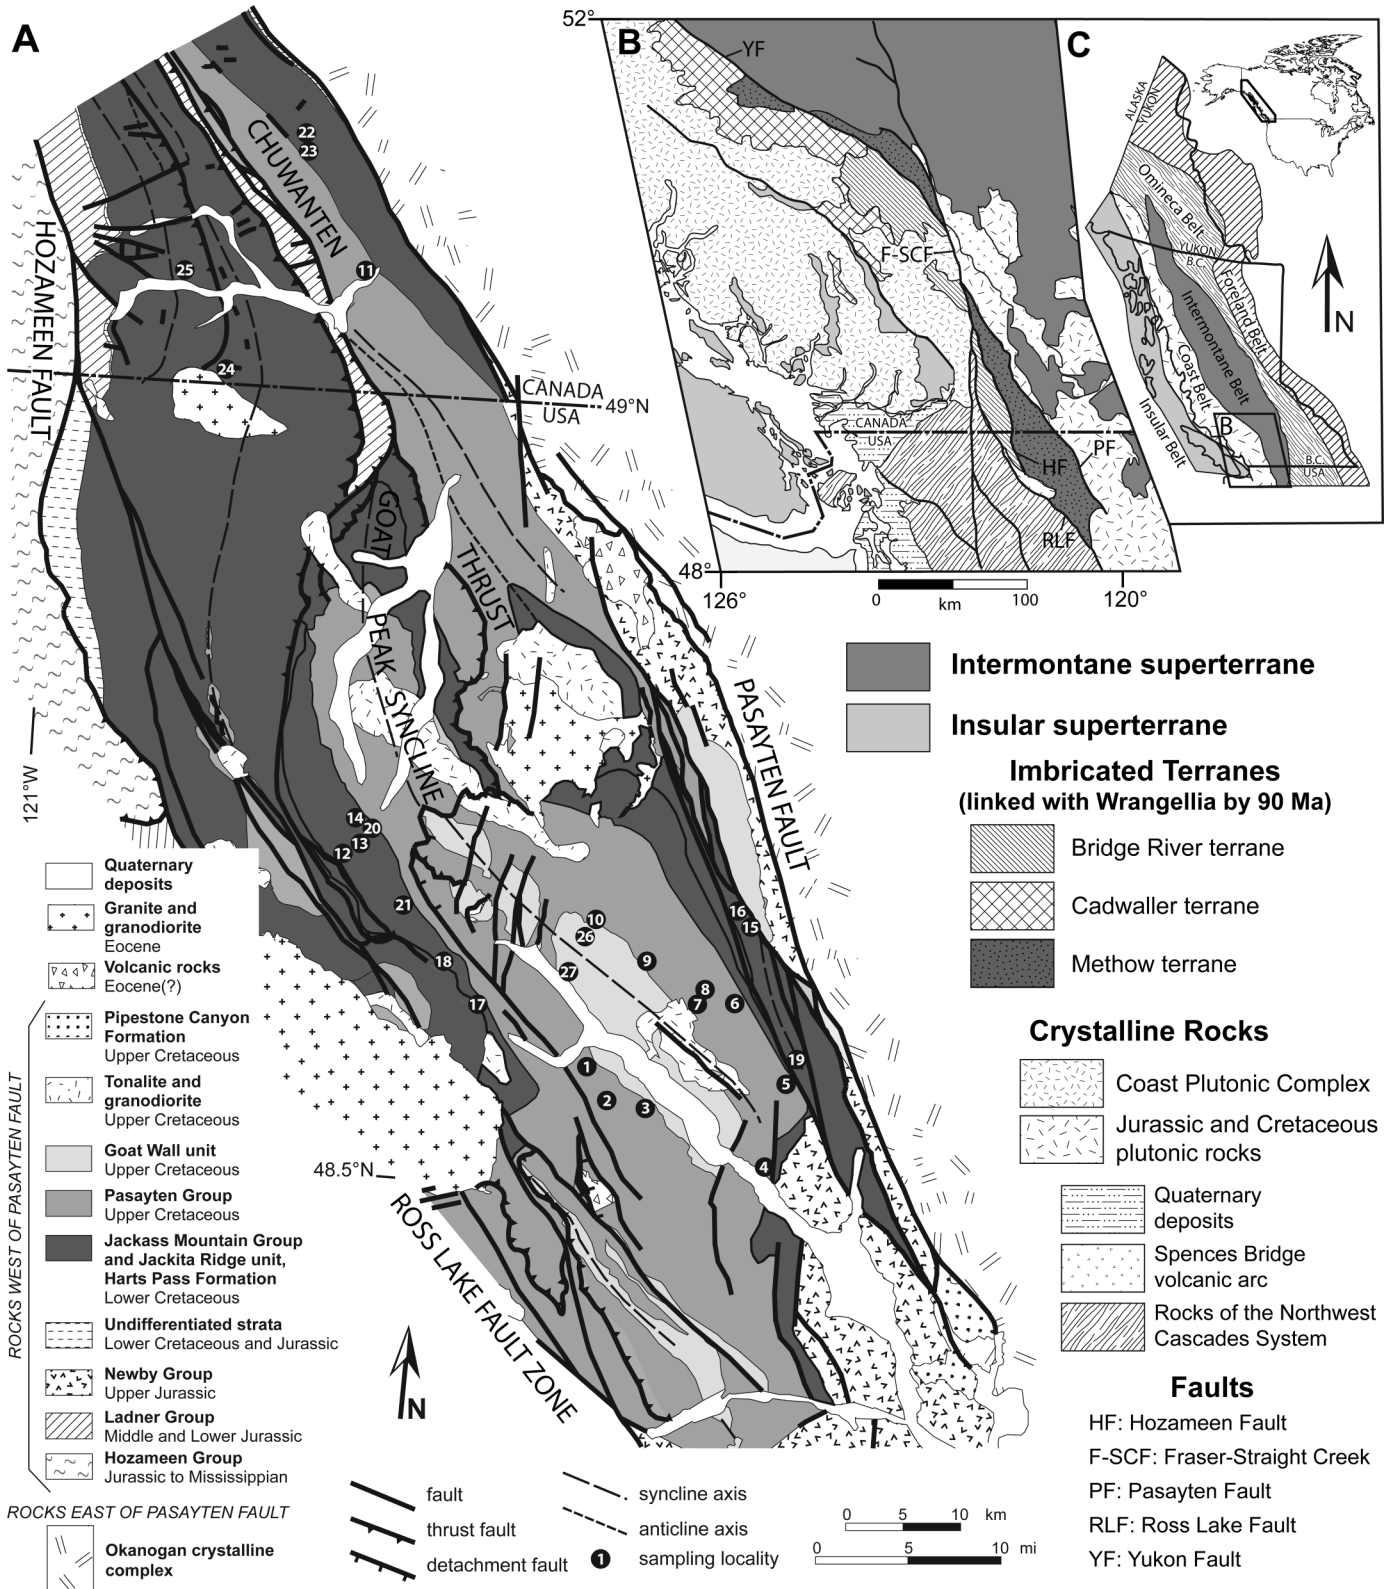 A
B
C
52°
YF
F-SCF
CANADA
USA
HF
PF
RLF
48°
126°
120°
0
100
km
ALASKA
YUKON
Omineca Belt
YUKON
B.C.
Foreland Belt
Intermontane Belt
Coast Belt
Insular Belt
B
B.C.
USA
N
HOZAMEEN FAULT
CHUWANTEN
THRUST
GOAT
PEAK
SYNCLINE
PASAYTEN FAULT
ROSS LAKE FAULT ZONE
CANADA
USA
49°N
121°W
48.5°N
22
23
11
25
24
14
20
13
12
21
18
17
10
26
27
9
8
7
6
16
15
19
5
1
2
3
4
N
Intermontane superterrane
Insular superterrane
Imbricated Terranes
(linked with Wrangellia by 90 Ma)
Bridge River terrane
Cadwaller terrane
Methow terrane
Crystalline Rocks
Coast Plutonic Complex
Jurassic and Cretaceous
plutonic rocks
Quaternary
deposits
Spences Bridge
volcanic arc
Rocks of the Northwest
Cascades System
Faults
HF: Hozameen Fault
F-SCF: Fraser-Straight Creek
PF: Pasayten Fault
RLF: Ross Lake Fault
YF: Yukon Fault
Quaternary
deposits
Granite and
granodiorite
Eocene
Volcanic rocks
Eocene(?)
ROCKS WEST OF PASAYTEN FAULT
Pipestone Canyon
Formation
Upper Cretaceous
Tonalite and
granodiorite
Upper Cretaceous
Goat Wall unit
Upper Cretaceous
Pasayten Group
Upper Cretaceous
Jackass Mountain Group
and Jackita Ridge unit,
Harts Pass Formation
Lower Cretaceous
Undifferentiated strata
Lower Cretaceous and Jurassic
Newby Group
Upper Jurassic
Ladner Group
Middle and Lower Jurassic
Hozameen Group
Jurassic to Mississippian
ROCKS EAST OF PASAYTEN FAULT
Okanogan crystalline
complex
fault
thrust fault
detachment fault
syncline axis
anticline axis
1 sampling locality
0 5 10 km
0 5 10 mi